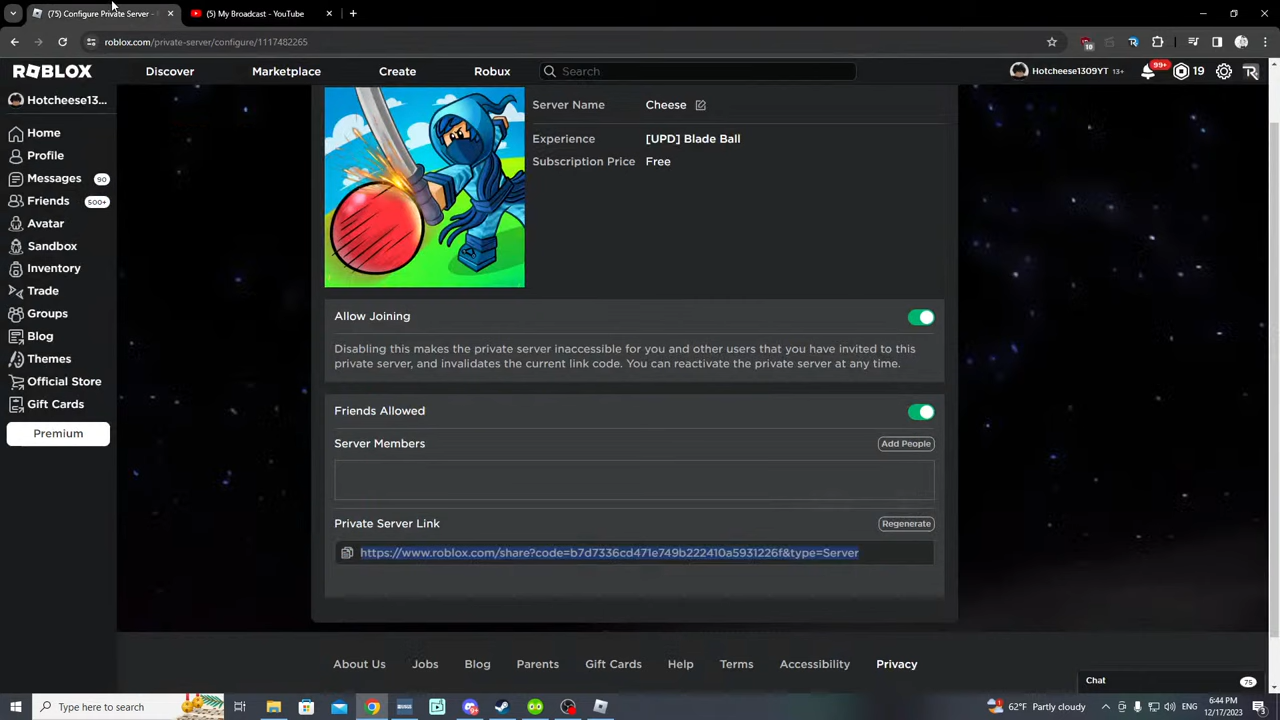 (75) Configure Private Server - S
(5) My Broadcast - YouTube
roblox.com/private-server/configure/1117482265
10
ROBLOX
Discover
Marketplace
Create
Robux
Search
Hotcheese1309YT 13+
99+
19
Hotcheese13...
Home
Profile
Messages 90
Friends 500+
Avatar
Sandbox
Inventory
Trade
Groups
Blog
Themes
Official Store
Gift Cards
Premium
Server Name Cheese
Experience [UPD] Blade Ball
Subscription Price Free
Allow Joining
Disabling this makes the private server inaccessible for you and other users that you have invited to this
private server, and invalidates the current link code. You can reactivate the private server at any time.
Friends Allowed
Server Members Add People
Private Server Link Regenerate
https://www.roblox.com/share?code=b7d7336cd471e749b222410a5931226f&type=Server
About Us
Jobs
Blog
Parents
Gift Cards
Help
Terms
Accessibility
Privacy
Chat 75
Type here to search
62°F Partly cloudy
6:44 PM
12/17/2023